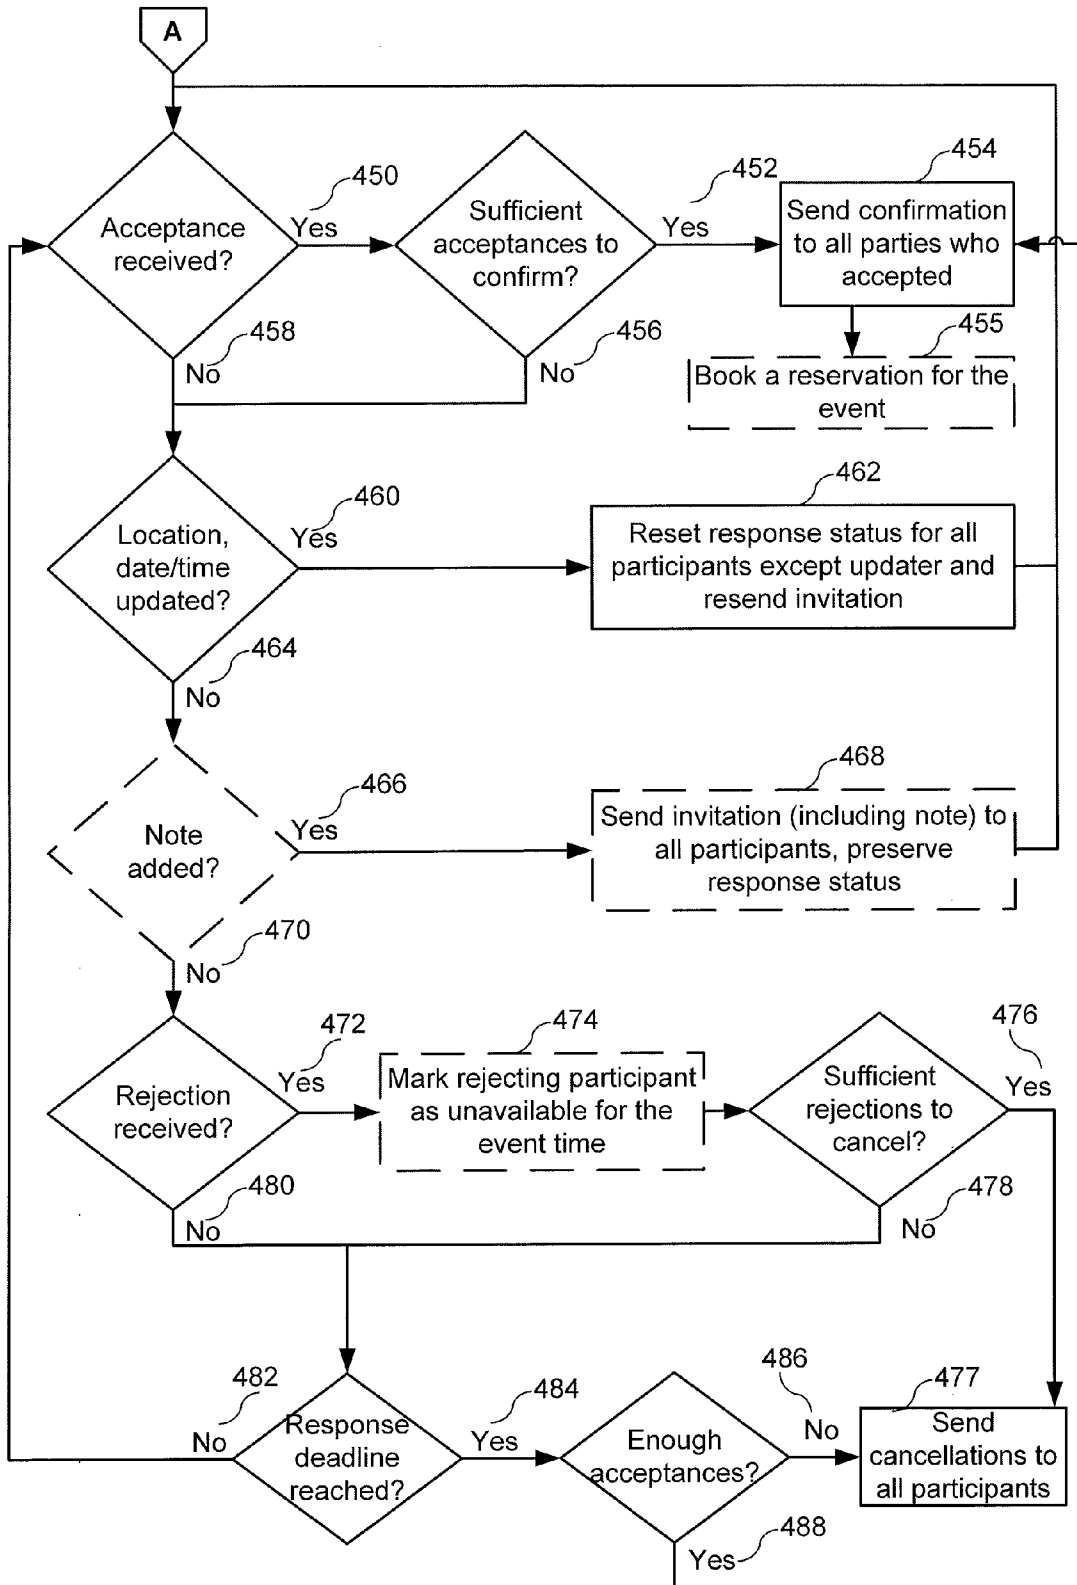 A
Acceptance
received?
Yes
450
Sufficient
acceptances to
confirm?
Yes
452
454
Send confirmation
to all parties who
accepted
458
No
456
No
455
Book a reservation for the
event
Location,
date/time
updated?
460
Yes
462
Reset response status for all
participants except updater and
resend invitation
464
No
Note
added?
466
Yes
468
Send invitation (including note) to
all participants, preserve
response status
470
No
Rejection
received?
472
Yes
474
Mark rejecting participant
as unavailable for the
event time
Sufficient
rejections to
cancel?
476
Yes
480
No
478
No
482
No
Response
deadline
reached?
484
Yes
Enough
acceptances?
486
No
477
Send
cancellations to
all participants
488
Yes